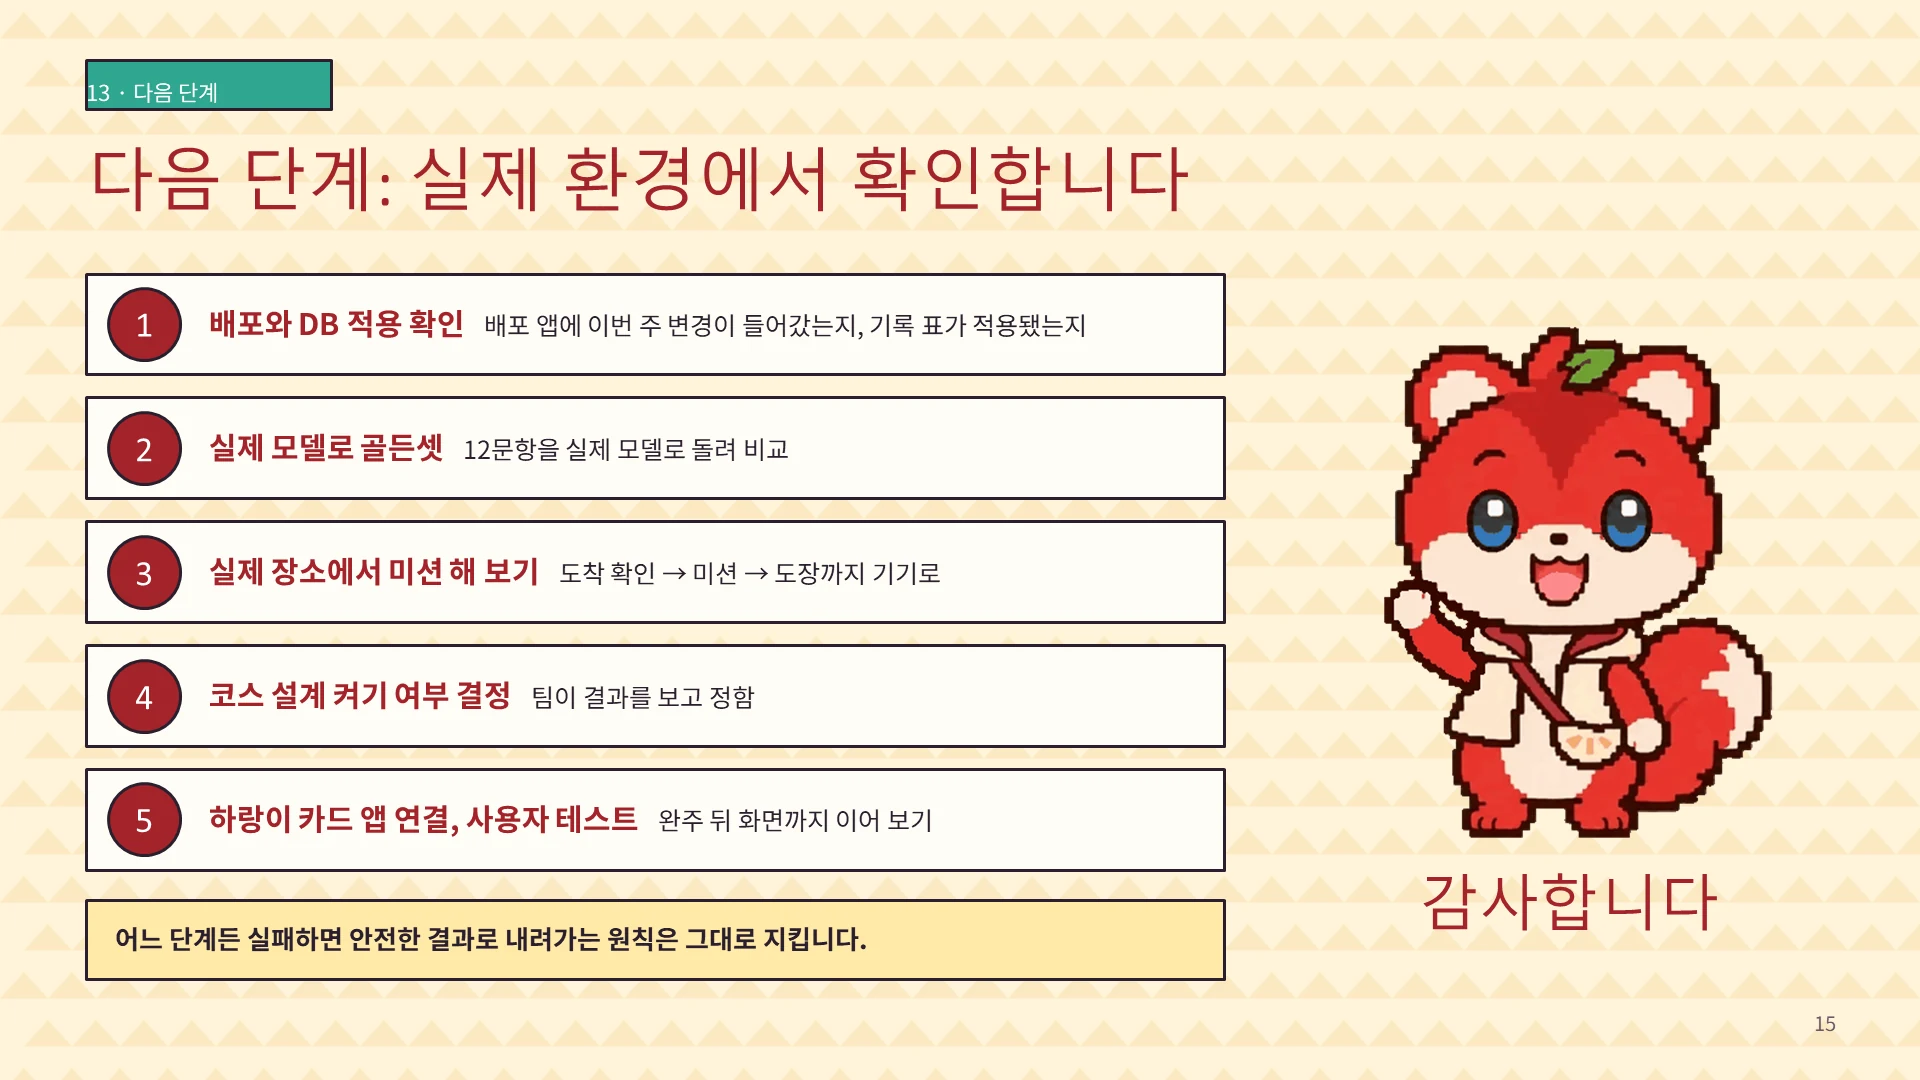 13 · 다음 단계
다음 단계: 실제 환경에서 확인합니다
1 배포와 DB 적용 확인 배포 앱에 이번 주 변경이 들어갔는지, 기록 표가 적용됐는지
2 실제 모델로 골든셋 12문항을 실제 모델로 돌려 비교
3 실제 장소에서 미션 해 보기 도착 확인 → 미션 → 도장까지 기기로
4 코스 설계 켜기 여부 결정 팀이 결과를 보고 정함
5 하랑이 카드 앱 연결, 사용자 테스트 완주 뒤 화면까지 이어 보기
어느 단계든 실패하면 안전한 결과로 내려가는 원칙은 그대로 지킵니다.
감사합니다
15